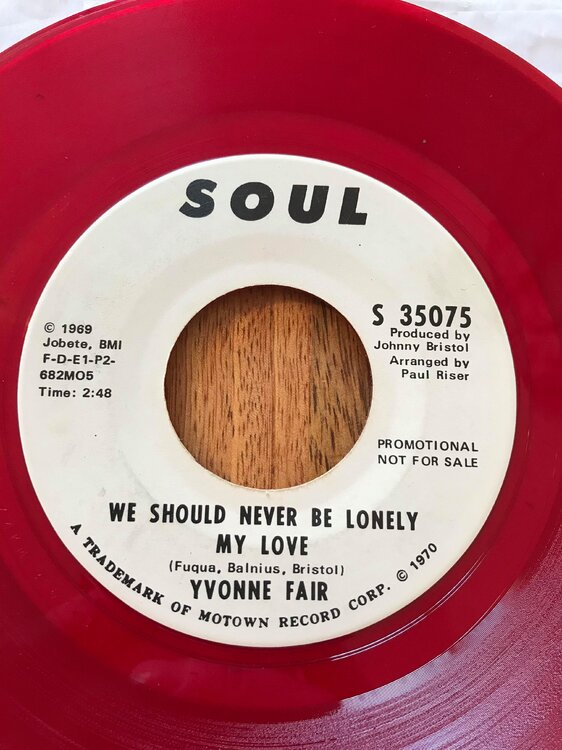 SOUL
© 1969
Jobete, BMI
F-D-E1-P2-
682MO5
Time: 2:48
S 35075
Produced by
Johnny Bristol
Arranged by
Paul Riser
PROMOTIONAL
NOT FOR SALE
WE SHOULD NEVER BE LONELY
MY LOVE
(Fuqua, Balnius, Bristol)
YVONNE FAIR
A TRADEMARK OF MOTOWN RECORD CORP. © 1970